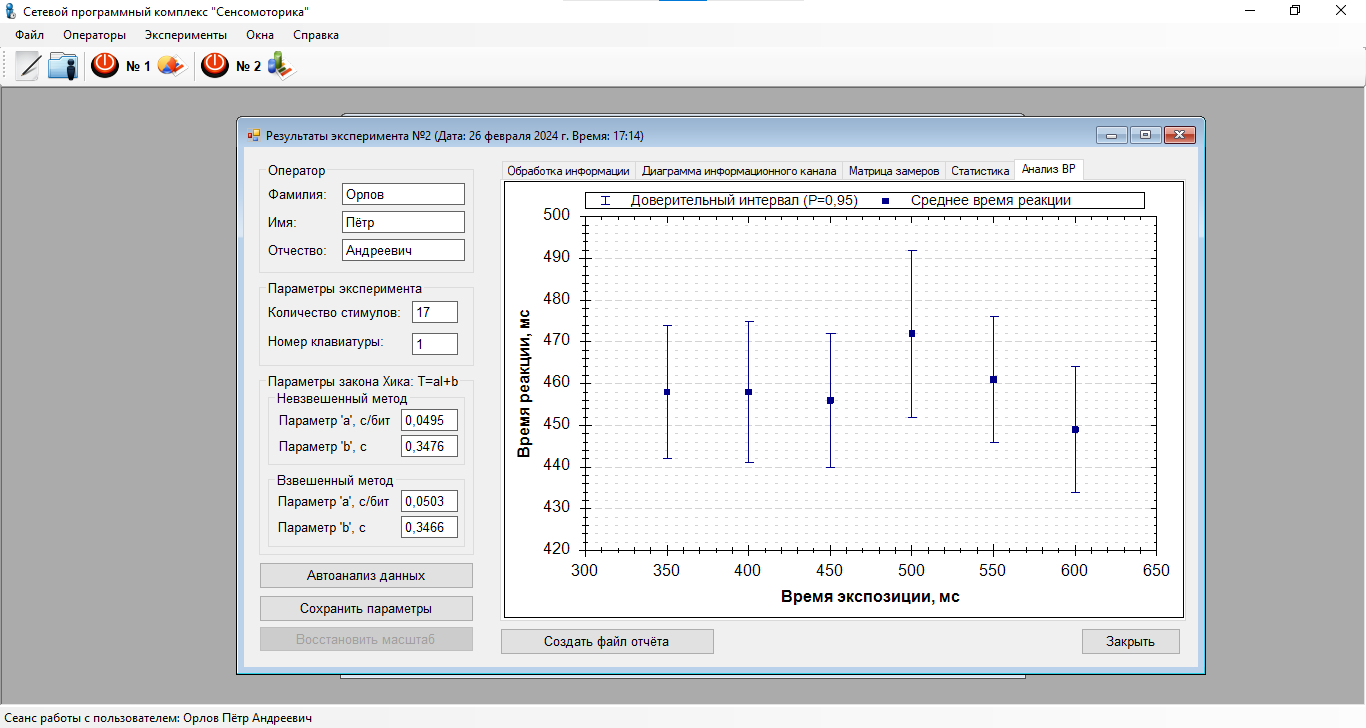 Сетевой программный комплекс "Сенсомоторика"
Файл Операторы Эксперименты Окна Справка
№ 1 № 2
Результаты эксперимента №2 (Дата: 26 февраля 2024 г. Время: 17:14)
Оператор
Фамилия: Орлов
Имя: Пётр
Отчество: Андреевич
Параметры эксперимента
Количество стимулов: 17
Номер клавиатуры: 1
Параметры закона Хика: T=aI+b
Невзвешенный метод
Параметр 'a', с/бит 0,0495
Параметр 'b', с 0,3476
Взвешенный метод
Параметр 'a', с/бит 0,0503
Параметр 'b', с 0,3466
Автоанализ данных
Сохранить параметры
Восстановить масштаб
Обработка информации Диаграмма информационного канала Матрица замеров Статистика Анализ ВР
Доверительный интервал (P=0,95) Среднее время реакции
500
490
480
470
460
450
440
430
420
Время реакции, мс
300 350 400 450 500 550 600 650
Время экспозиции, мс
Создать файл отчёта Закрыть
Сеанс работы с пользователем: Орлов Пётр Андреевич